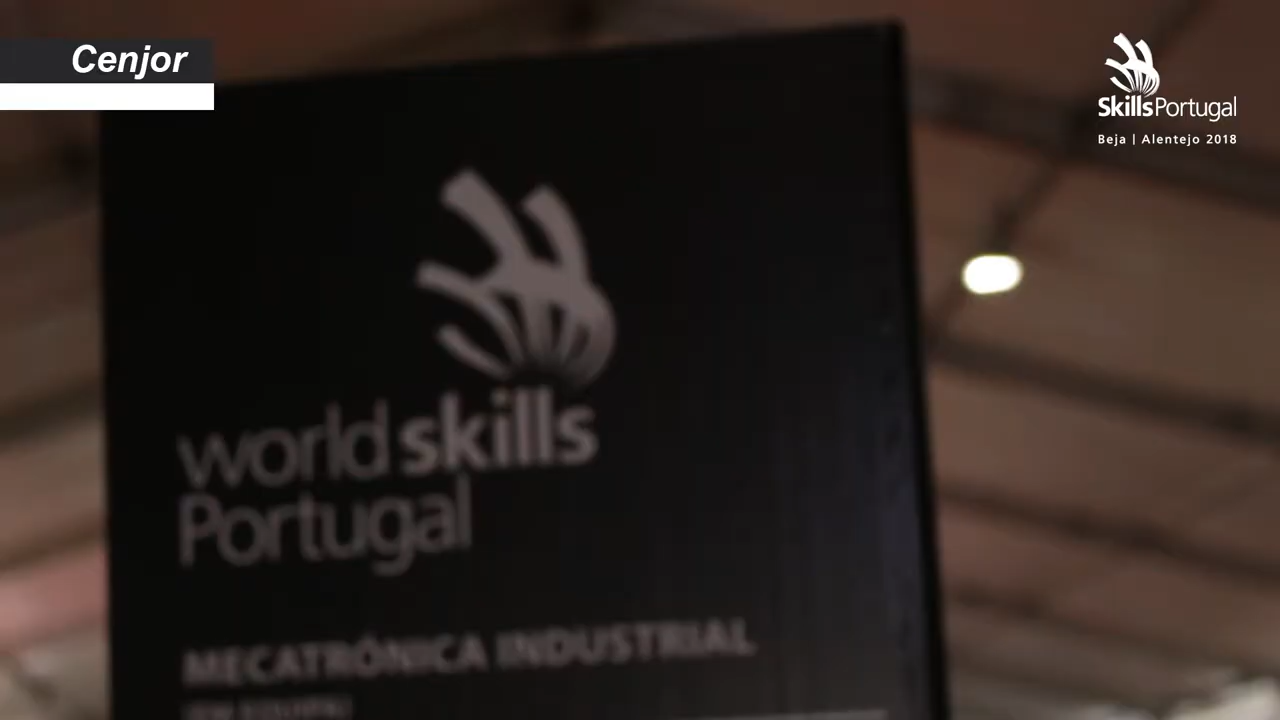 Cenjor
SkillsPortugal
Beja | Alentejo 2018
worldskills
Portugal
MECATRÓNICA INDUSTRIAL